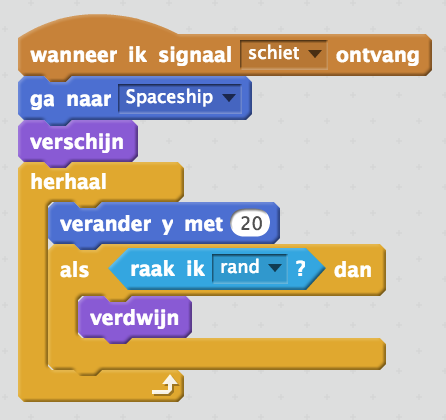 wanneer ik signaal schiet ontvang
ga naar Spaceship
verschijn
herhaal
verander y met 20
als raak ik rand ? dan
verdwijn